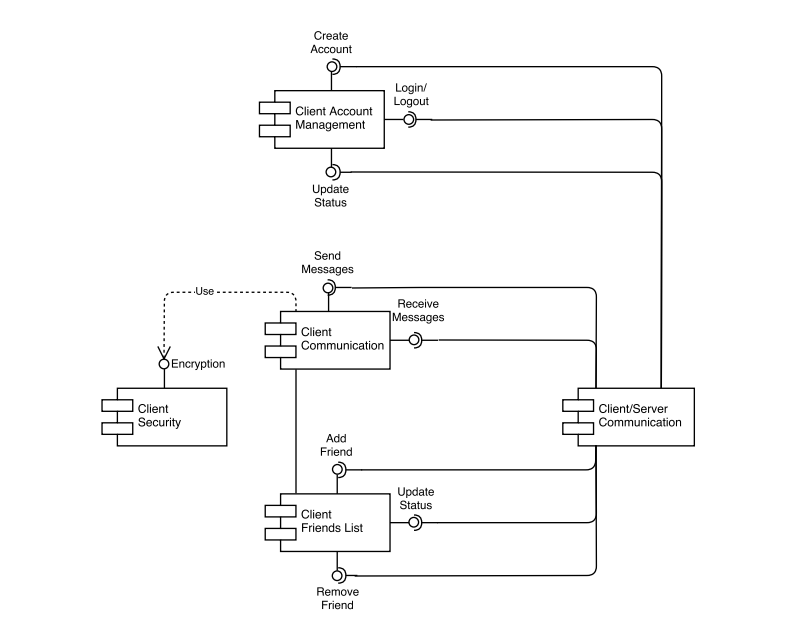 Create
Account
Login/
Logout
Client Account
Management
Update
Status
Send
Messages
Use
Receive
Messages
Client
Communication
Encryption
Client
Security
Client/Server
Communication
Add
Friend
Update
Status
Client
Friends List
Remove
Friend